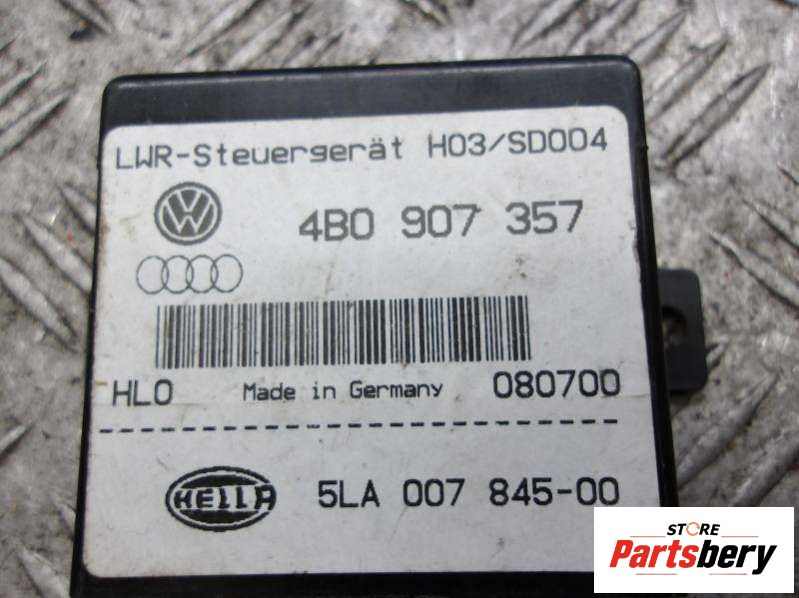 LWR-Steuergerät H03/SD004
4B0 907 357
HLO Made in Germany 080700
HELLA 5LA 007 845-00
STORE
Partsbery